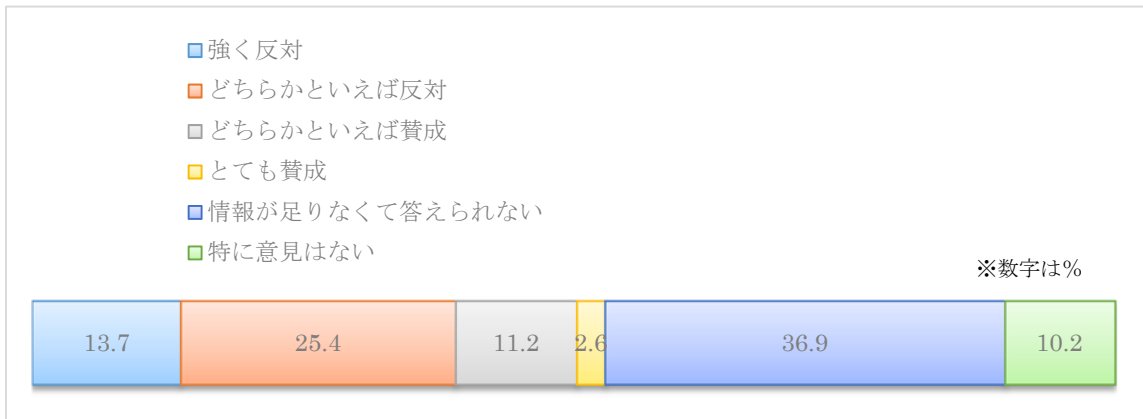 強く反対
どちらかといえば反対
どちらかといえば賛成
とても賛成
情報が足りなくて答えられない
特に意見はない
※数字は％
13.7 25.4 11.2 2.6 36.9 10.2